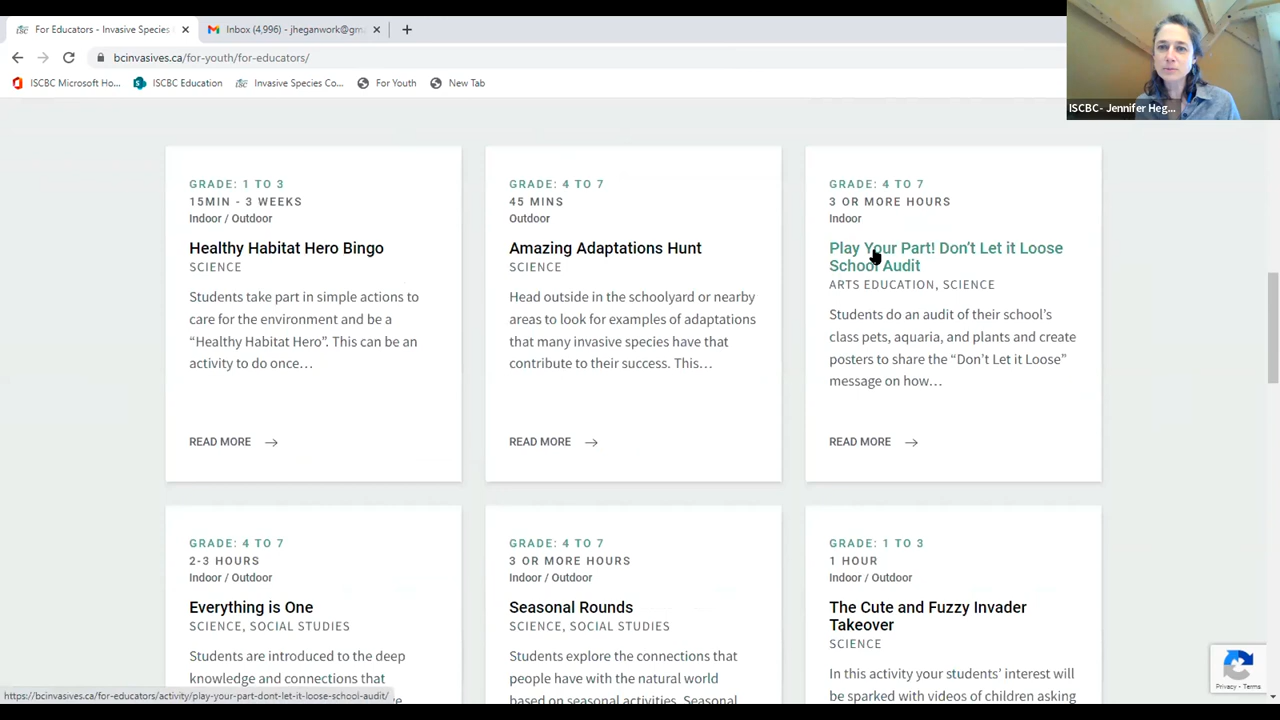 For Educators - Invasive Species
Inbox (4,996) - jheganwork@gm
bcinvasives.ca/for-youth/for-educators/
ISCBC Microsoft Ho...
ISCBC Education
Invasive Species Co...
For Youth
New Tab
ISCBC- Jennifer Heg...
GRADE: 1 TO 3
15MIN - 3 WEEKS
Indoor / Outdoor
Healthy Habitat Hero Bingo
SCIENCE
Students take part in simple actions to
care for the environment and be a
“Healthy Habitat Hero”. This can be an
activity to do once…
READ MORE
GRADE: 4 TO 7
45 MINS
Outdoor
Amazing Adaptations Hunt
SCIENCE
Head outside in the schoolyard or nearby
areas to look for examples of adaptations
that many invasive species have that
contribute to their success. This…
READ MORE
GRADE: 4 TO 7
3 OR MORE HOURS
Indoor
Play Your Part! Don’t Let it Loose
School Audit
ARTS EDUCATION, SCIENCE
Students do an audit of their school’s
class pets, aquaria, and plants and create
posters to share the “Don’t Let it Loose”
message on how…
READ MORE
GRADE: 4 TO 7
2-3 HOURS
Indoor / Outdoor
Everything is One
SCIENCE, SOCIAL STUDIES
Students are introduced to the deep
knowledge and connections that
GRADE: 4 TO 7
3 OR MORE HOURS
Indoor / Outdoor
Seasonal Rounds
SCIENCE, SOCIAL STUDIES
Students explore the connections that
people have with the natural world
based on seasonal activities. Seasonal
GRADE: 1 TO 3
1 HOUR
Indoor / Outdoor
The Cute and Fuzzy Invader
Takeover
SCIENCE
In this activity your students’ interest will
be sparked with videos of children asking
Privacy - Terms
https://bcinvasives.ca/for-educators/activity/play-your-part-dont-let-it-loose-school-audit/